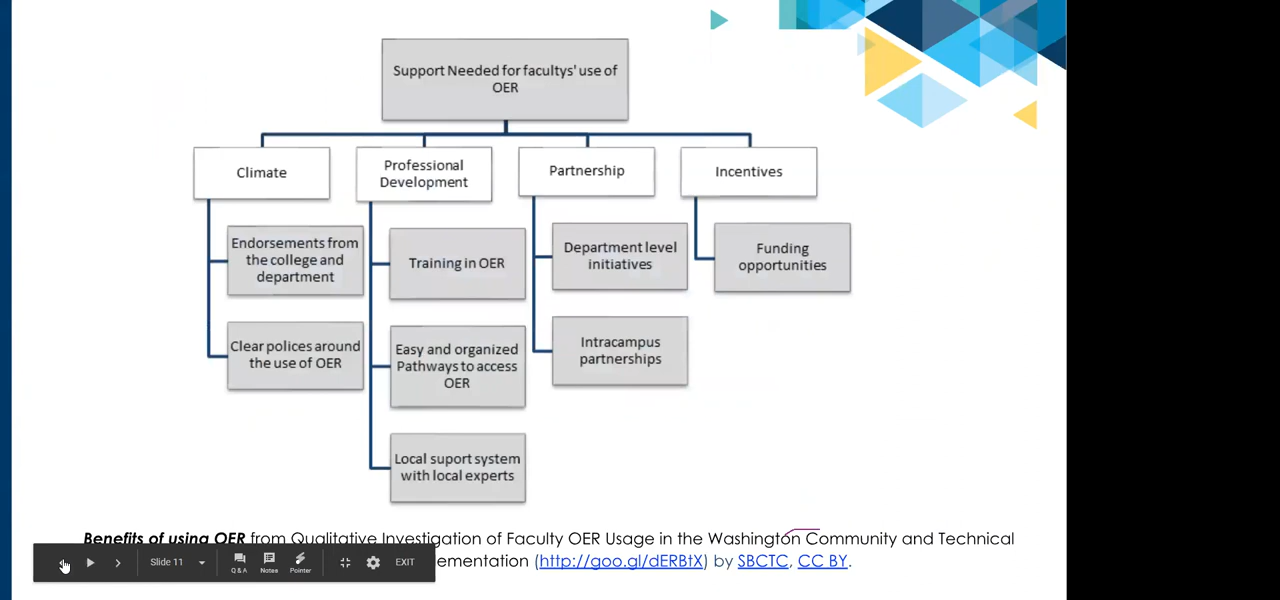 Support Needed for facultys' use of
OER
Climate
Professional
Development
Partnership
Incentives
Endorsements from
the college and
department
Training in OER
Department level
initiatives
Funding
opportunities
Clear polices around
the use of OER
Easy and organized
Pathways to access
OER
Intracampus
partnerships
Local suport system
with local experts
Benefits of using OER from Qualitative Investigation of Faculty OER Usage in the Washington Community and Technical
ementation (http://goo.gl/dERBtX) by SBCTC, CC BY.
Slide 11
Q & A
Notes
Pointer
EXIT